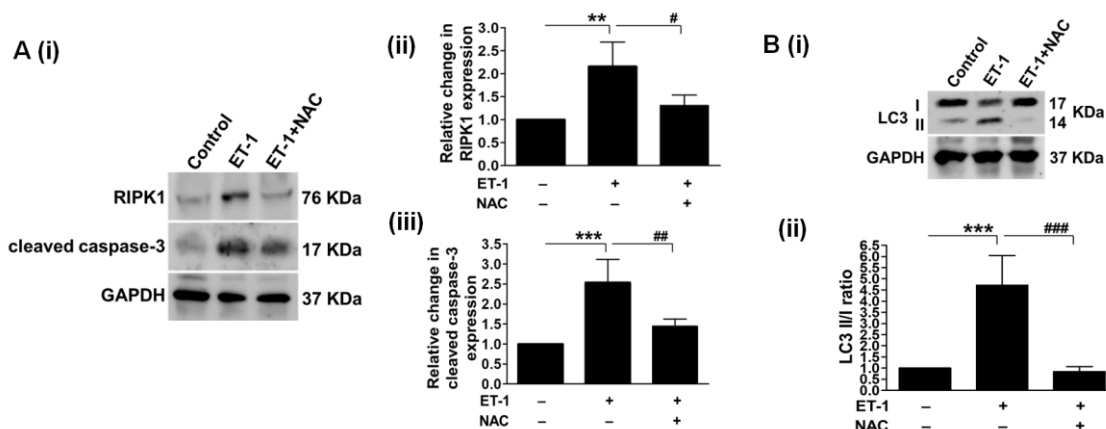 A (i)
Control
ET-1
ET-1+NAC
RIPK1
76 KDa
cleaved caspase-3
17 KDa
GAPDH
37 KDa
(ii)
Relative change in
RIPK1 expression
3.0
2.5
2.0
1.5
1.0
0.5
0.0
**
#
ET-1 – + +
NAC – – +
(iii)
Relative change in
cleaved caspase-3
expression
3.5
3.0
2.5
2.0
1.5
1.0
0.5
0.0
***
##
ET-1 – + +
NAC – – +
B (i)
Control
ET-1
ET-1+NAC
LC3
I
II
17
14
KDa
GAPDH
37 KDa
(ii)
LC3 II/I ratio
6.5
6.0
5.5
5.0
4.5
4.0
3.5
3.0
2.5
2.0
1.5
1.0
0.5
0.0
***
###
ET-1 – + +
NAC – – +